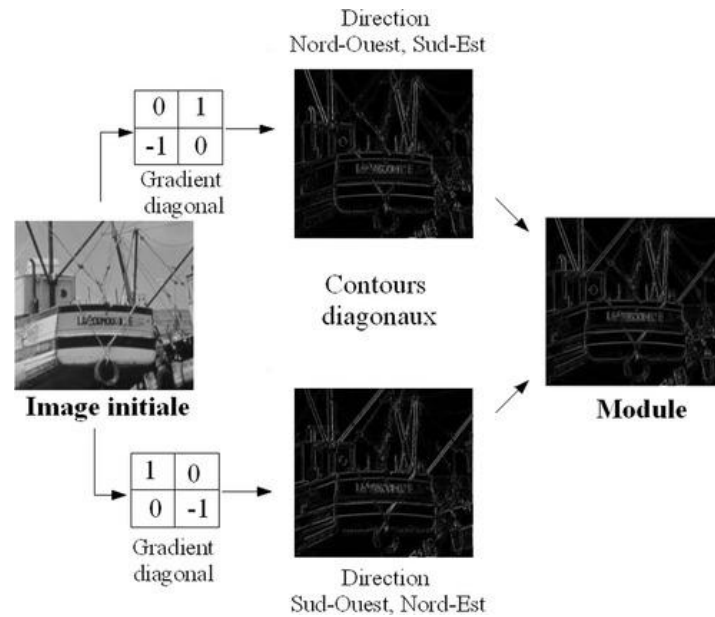 Direction
Nord-Ouest, Sud-Est
0 1
-1 0
Gradient
diagonal
Contours
diagonaux
Image initiale
Module
1 0
0 -1
Gradient
diagonal
Direction
Sud-Ouest, Nord-Est